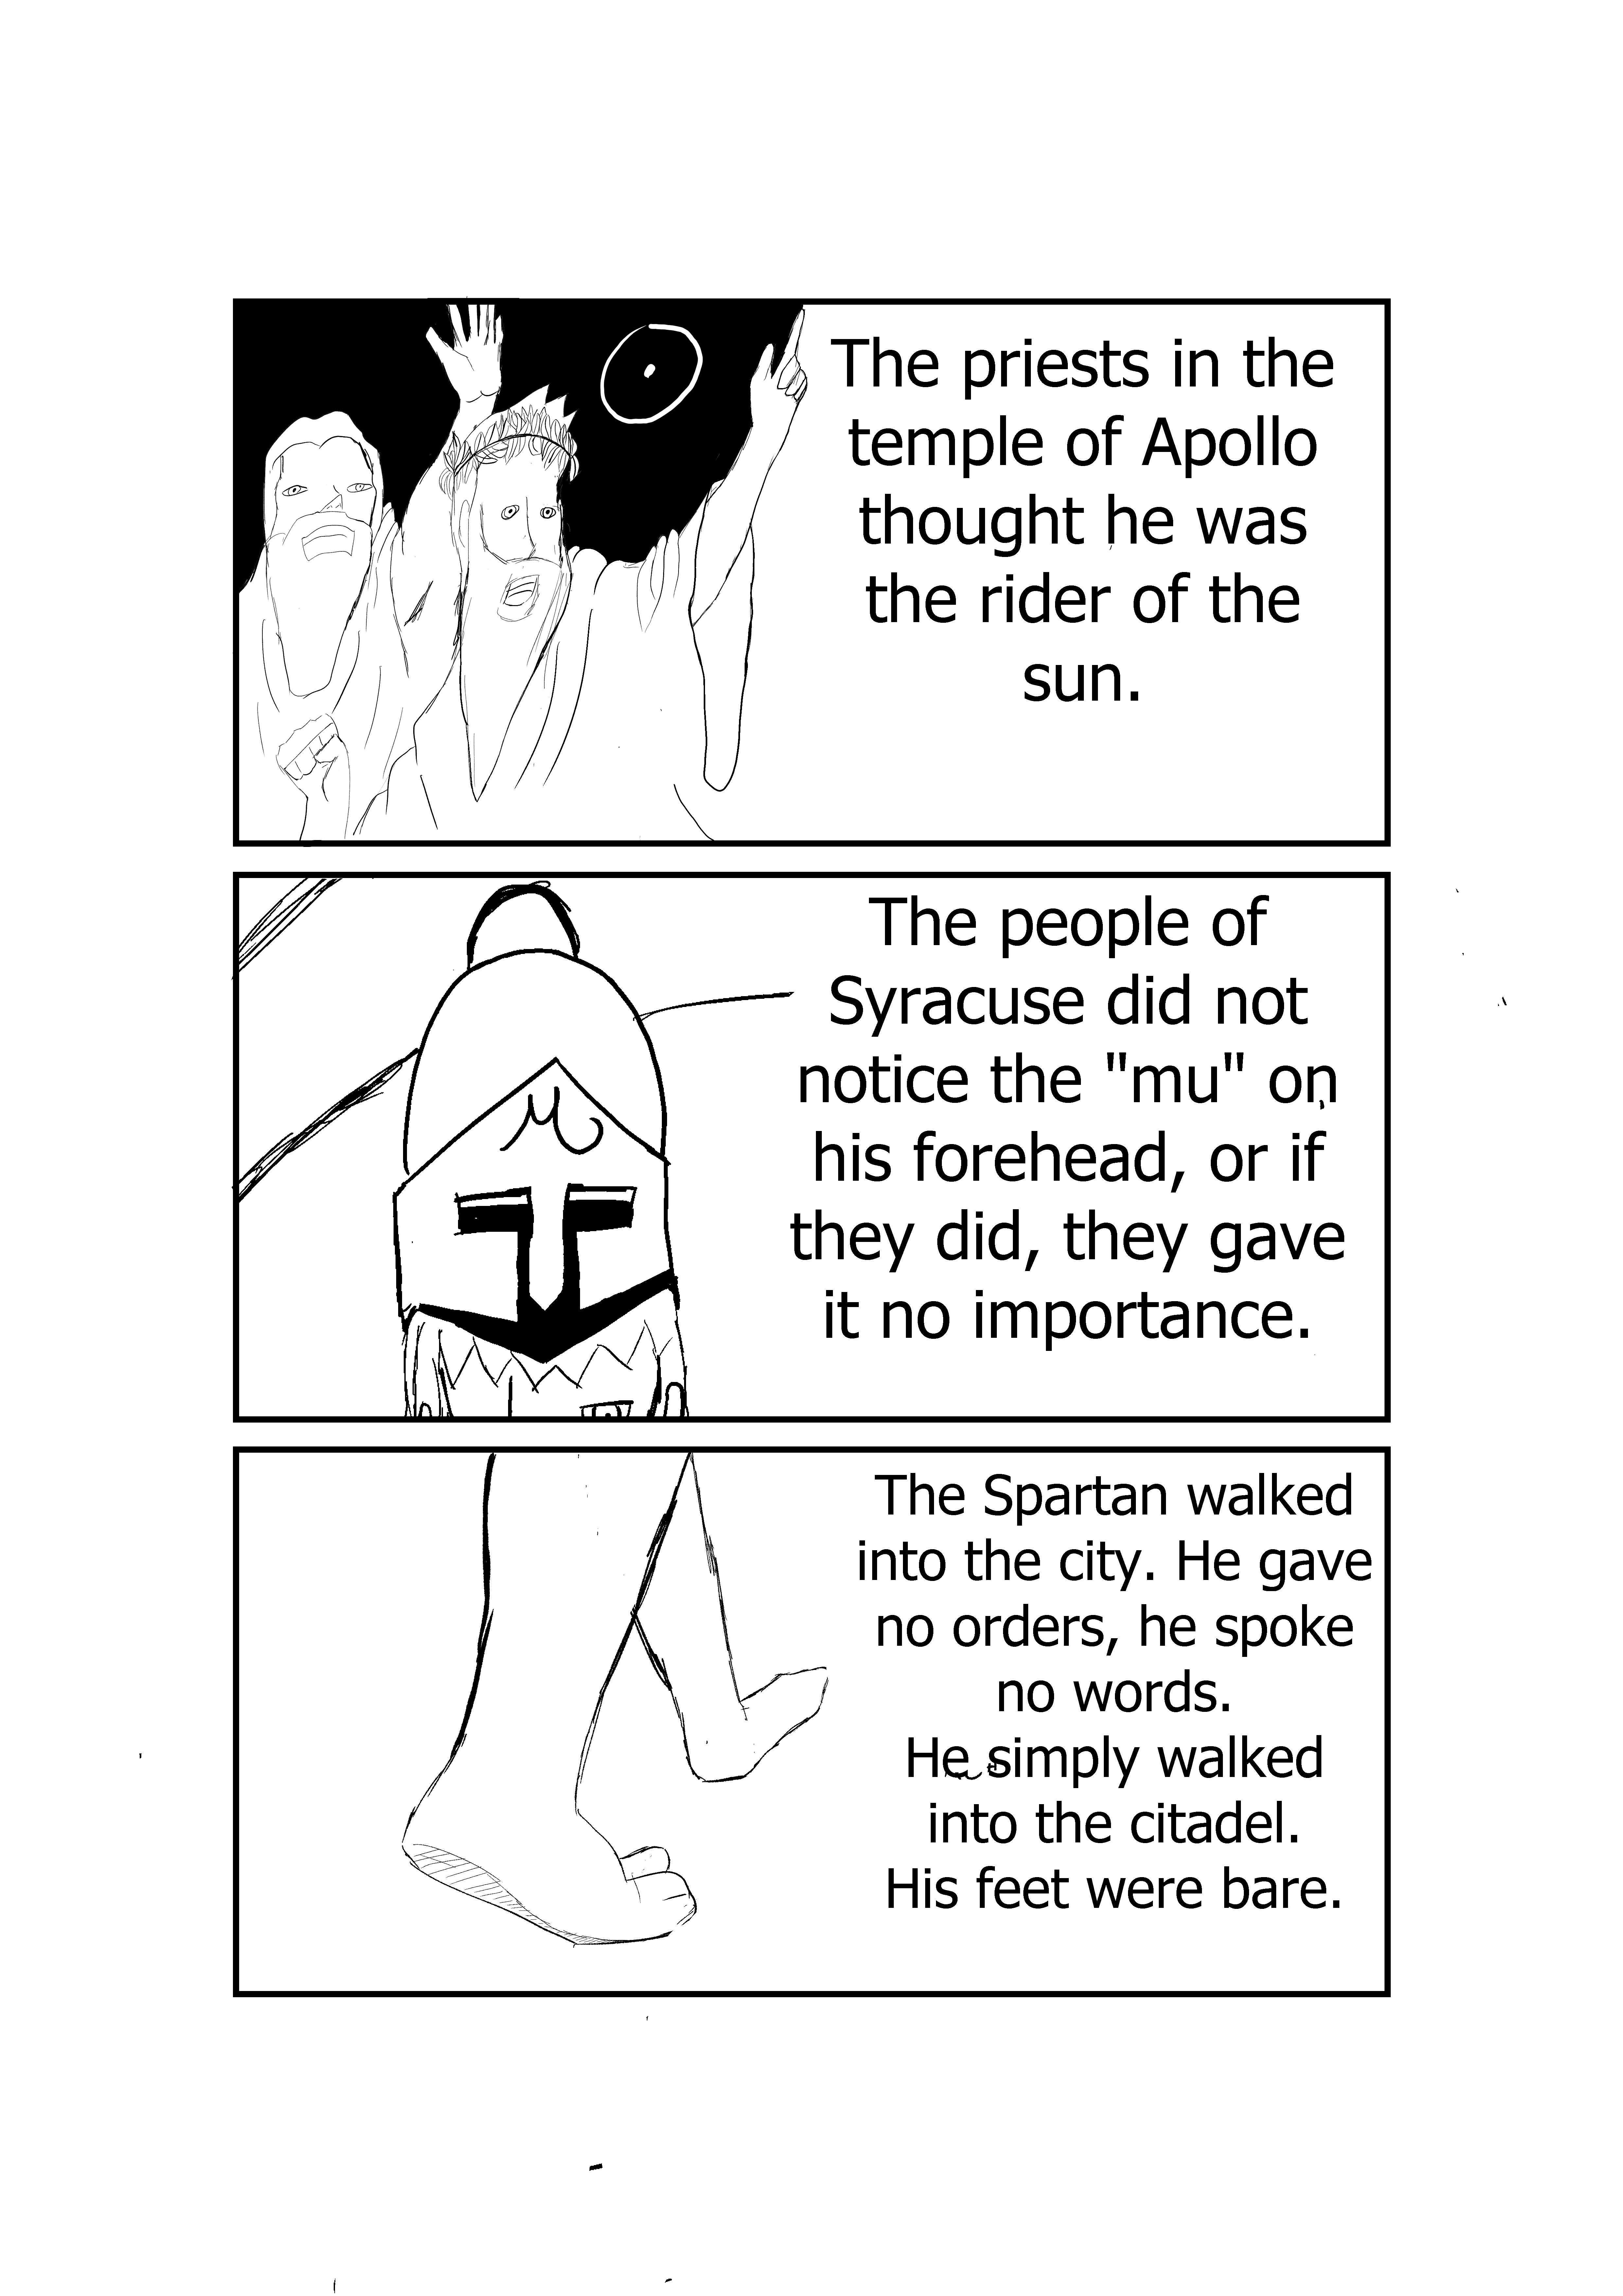 The priests in the
temple of Apollo
thought he was
the rider of the
sun.
The people of
Syracuse did not
notice the "mu" on
his forehead, or if
they did, they gave
it no importance.
μ
The Spartan walked
into the city. He gave
no orders, he spoke
no words.
He simply walked
into the citadel.
His feet were bare.